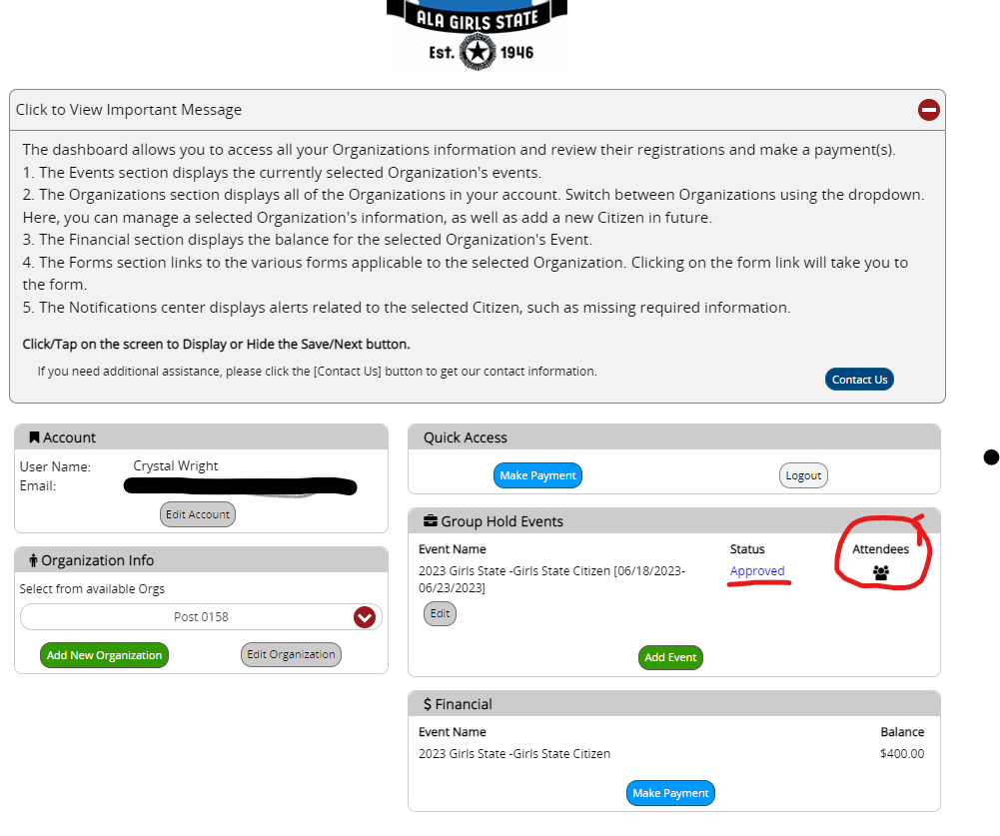 ALA GIRLS STATE
Est. 1946
Click to View Important Message
The dashboard allows you to access all your Organizations information and review their registrations and make a payment(s).
1. The Events section displays the currently selected Organization's events.
2. The Organizations section displays all of the Organizations in your account. Switch between Organizations using the dropdown.
Here, you can manage a selected Organization's information, as well as add a new Citizen in future.
3. The Financial section displays the balance for the selected Organization's Event.
4. The Forms section links to the various forms applicable to the selected Organization. Clicking on the form link will take you to
the form.
5. The Notifications center displays alerts related to the selected Citizen, such as missing required information.
Click/Tap on the screen to Display or Hide the Save/Next button.
If you need additional assistance, please click the [Contact Us] button to get our contact information.
Contact Us
Account
User Name: Crystal Wright
Email:
Edit Account
Organization Info
Select from available Orgs
Post 0158
Add New Organization Edit Organization
Quick Access
Make Payment Logout
Group Hold Events
Event Name Status Attendees
2023 Girls State -Girls State Citizen [06/18/2023- Approved
06/23/2023]
Edit
Add Event
$ Financial
Event Name Balance
2023 Girls State -Girls State Citizen $400.00
Make Payment